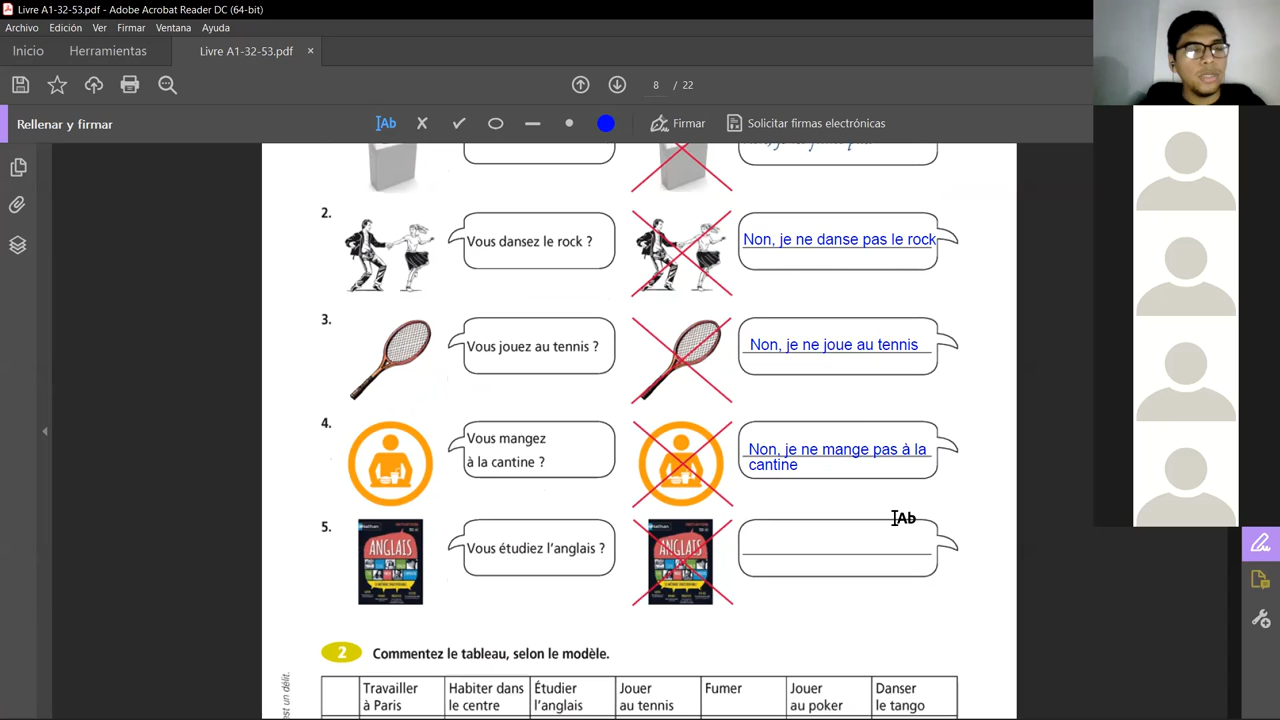 Livre A1-32-53.pdf - Adobe Acrobat Reader DC (64-bit)
Archivo Edición Ver Firmar Ventana Ayuda
Inicio Herramientas Livre A1-32-53.pdf ×
8 / 22
Rellenar y firmar
Ab
Firmar
Solicitar firmas electrónicas
2.
Vous dansez le rock ?
Non, je ne danse pas le rock
3.
Vous jouez au tennis ?
Non, je ne joue au tennis
4.
Vous mangez
à la cantine ?
Non, je ne mange pas à la
cantine
Ab
5.
ANGLAIS
Vous étudiez l'anglais ?
ANGLAIS
2 Commentez le tableau, selon le modèle.
est un délit.
Travailler
à Paris
Habiter dans
le centre
Étudier
l'anglais
Jouer
au tennis
Fumer
Jouer
au poker
Danser
le tango